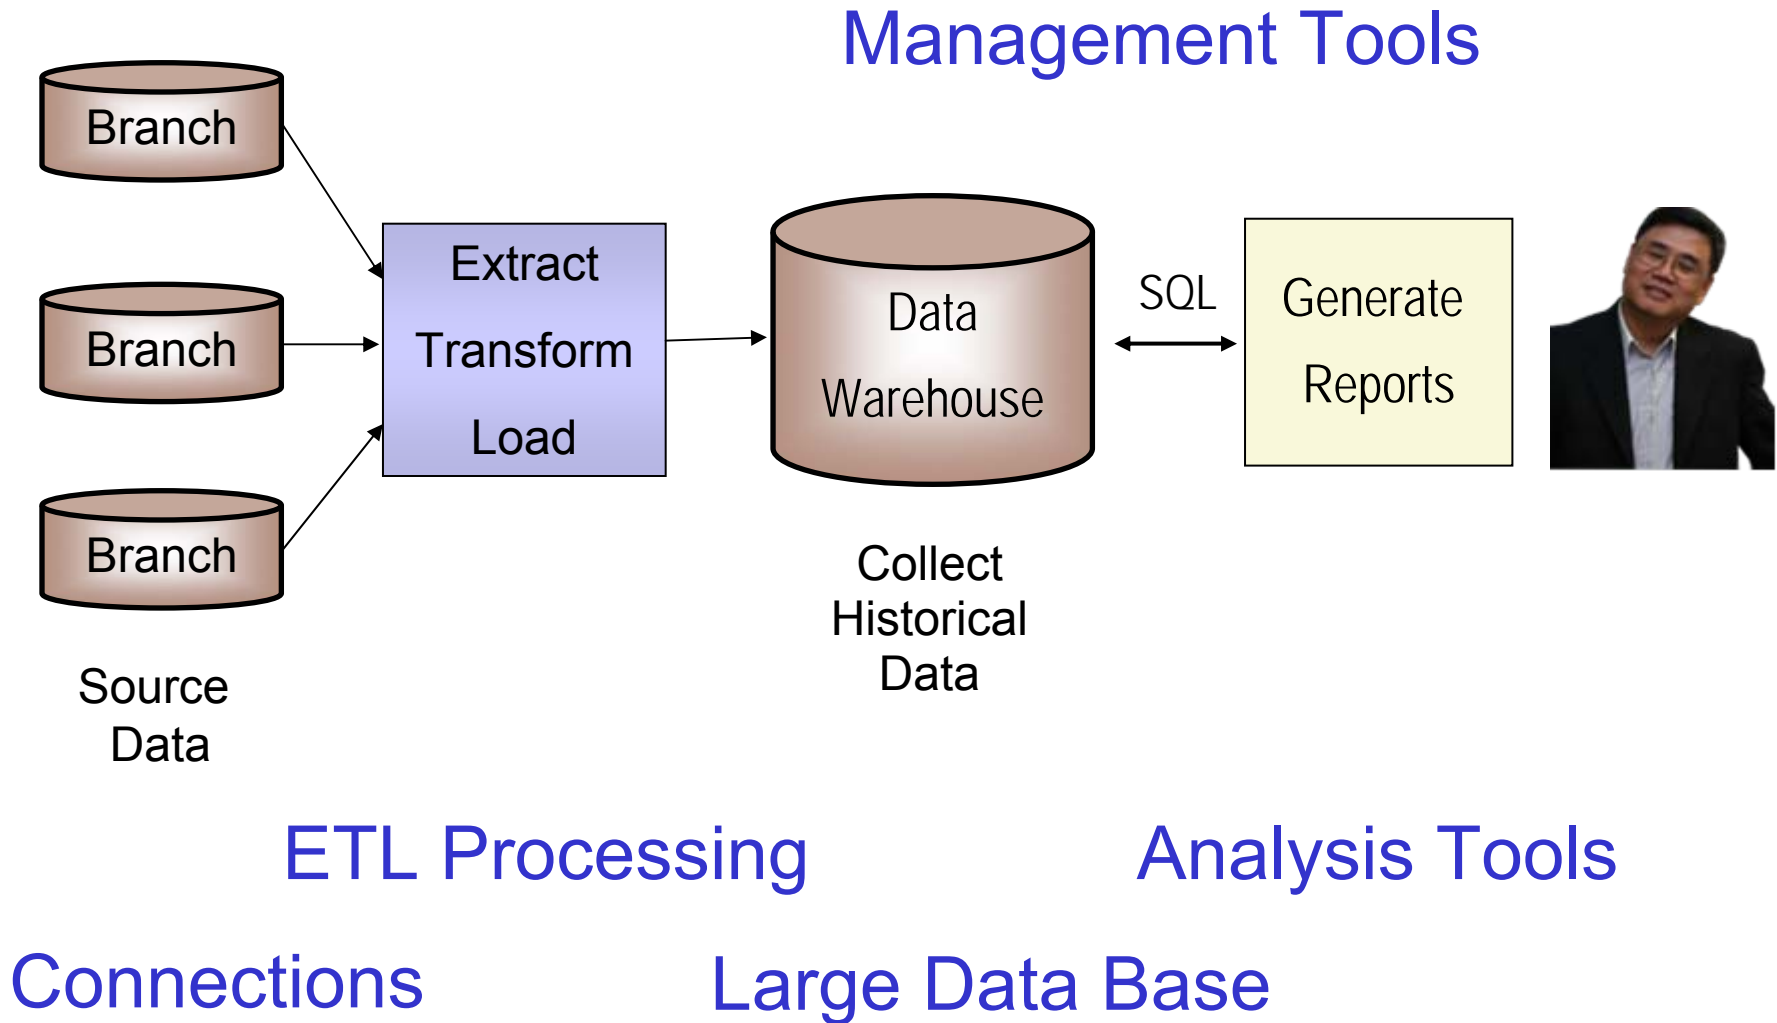 Management Tools
Branch
Branch
Branch
Source
Data
Extract
Transform
Load
Data
Warehouse
Collect
Historical
Data
SQL
Generate
Reports
ETL Processing
Analysis Tools
Connections
Large Data Base